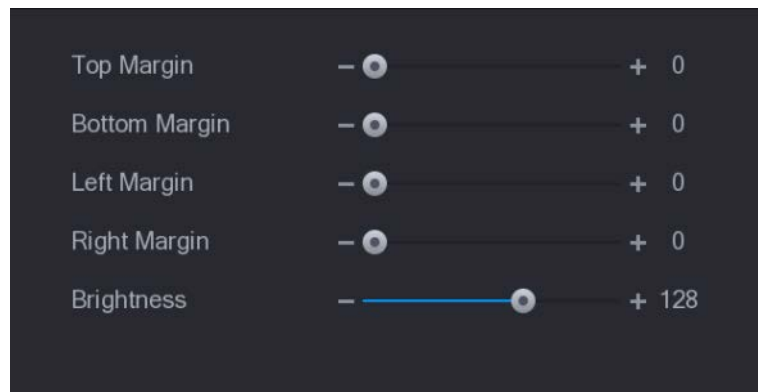 Top Margin − + 0
Bottom Margin − + 0
Left Margin − + 0
Right Margin − + 0
Brightness − + 128